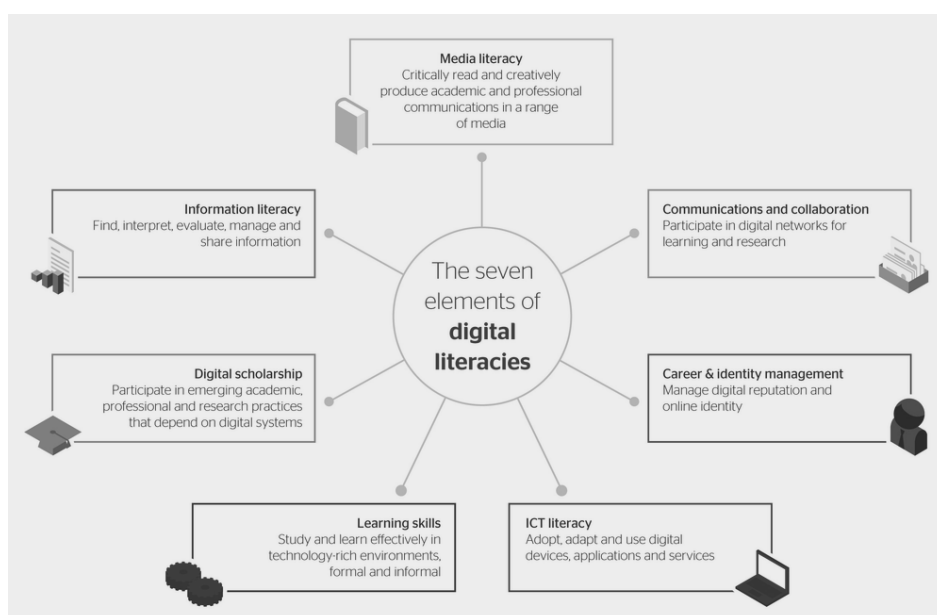 Media literacy
Critically read and creatively
produce academic and professional
communications in a range
of media
Information literacy
Find, interpret, evaluate, manage and
share information
Communications and collaboration
Participate in digital networks for
learning and research
The seven
elements of
digital
literacies
Digital scholarship
Participate in emerging academic,
professional and research practices
that depend on digital systems
Career & identity management
Manage digital reputation and
online identity
Learning skills
Study and learn effectively in
technology-rich environments,
formal and informal
ICT literacy
Adopt, adapt and use digital
devices, applications and services